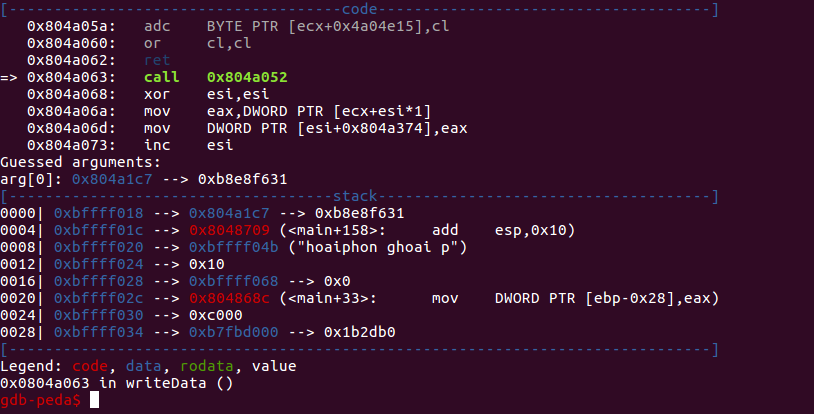 [----------------------------------code-----------------------------------]
   0x804a05a:	adc    BYTE PTR [ecx+0x4a04e15],cl
   0x804a060:	or     cl,cl
   0x804a062:	ret
=> 0x804a063:	call   0x804a052
   0x804a068:	xor    esi,esi
   0x804a06a:	mov    eax,DWORD PTR [ecx+esi*1]
   0x804a06d:	mov    DWORD PTR [esi+0x804a374],eax
   0x804a073:	inc    esi
Guessed arguments:
arg[0]: 0x804a1c7 --> 0xb8e8f631
[----------------------------------stack----------------------------------]
0000| 0xbffff018 --> 0x804a1c7 --> 0xb8e8f631
0004| 0xbffff01c --> 0x8048709 (<main+158>:	add    esp,0x10)
0008| 0xbffff020 --> 0xbffff04b ("hoaiphon ghoai p")
0012| 0xbffff024 --> 0x10
0016| 0xbffff028 --> 0xbffff068 --> 0x0
0020| 0xbffff02c --> 0x804868c (<main+33>:	mov    DWORD PTR [ebp-0x28],eax)
0024| 0xbffff030 --> 0xc000
0028| 0xbffff034 --> 0xb7fbd000 --> 0x1b2db0
[-------------------------------------------------------------------------]
Legend: code, data, rodata, value
0x0804a063 in writeData ()
gdb-peda$